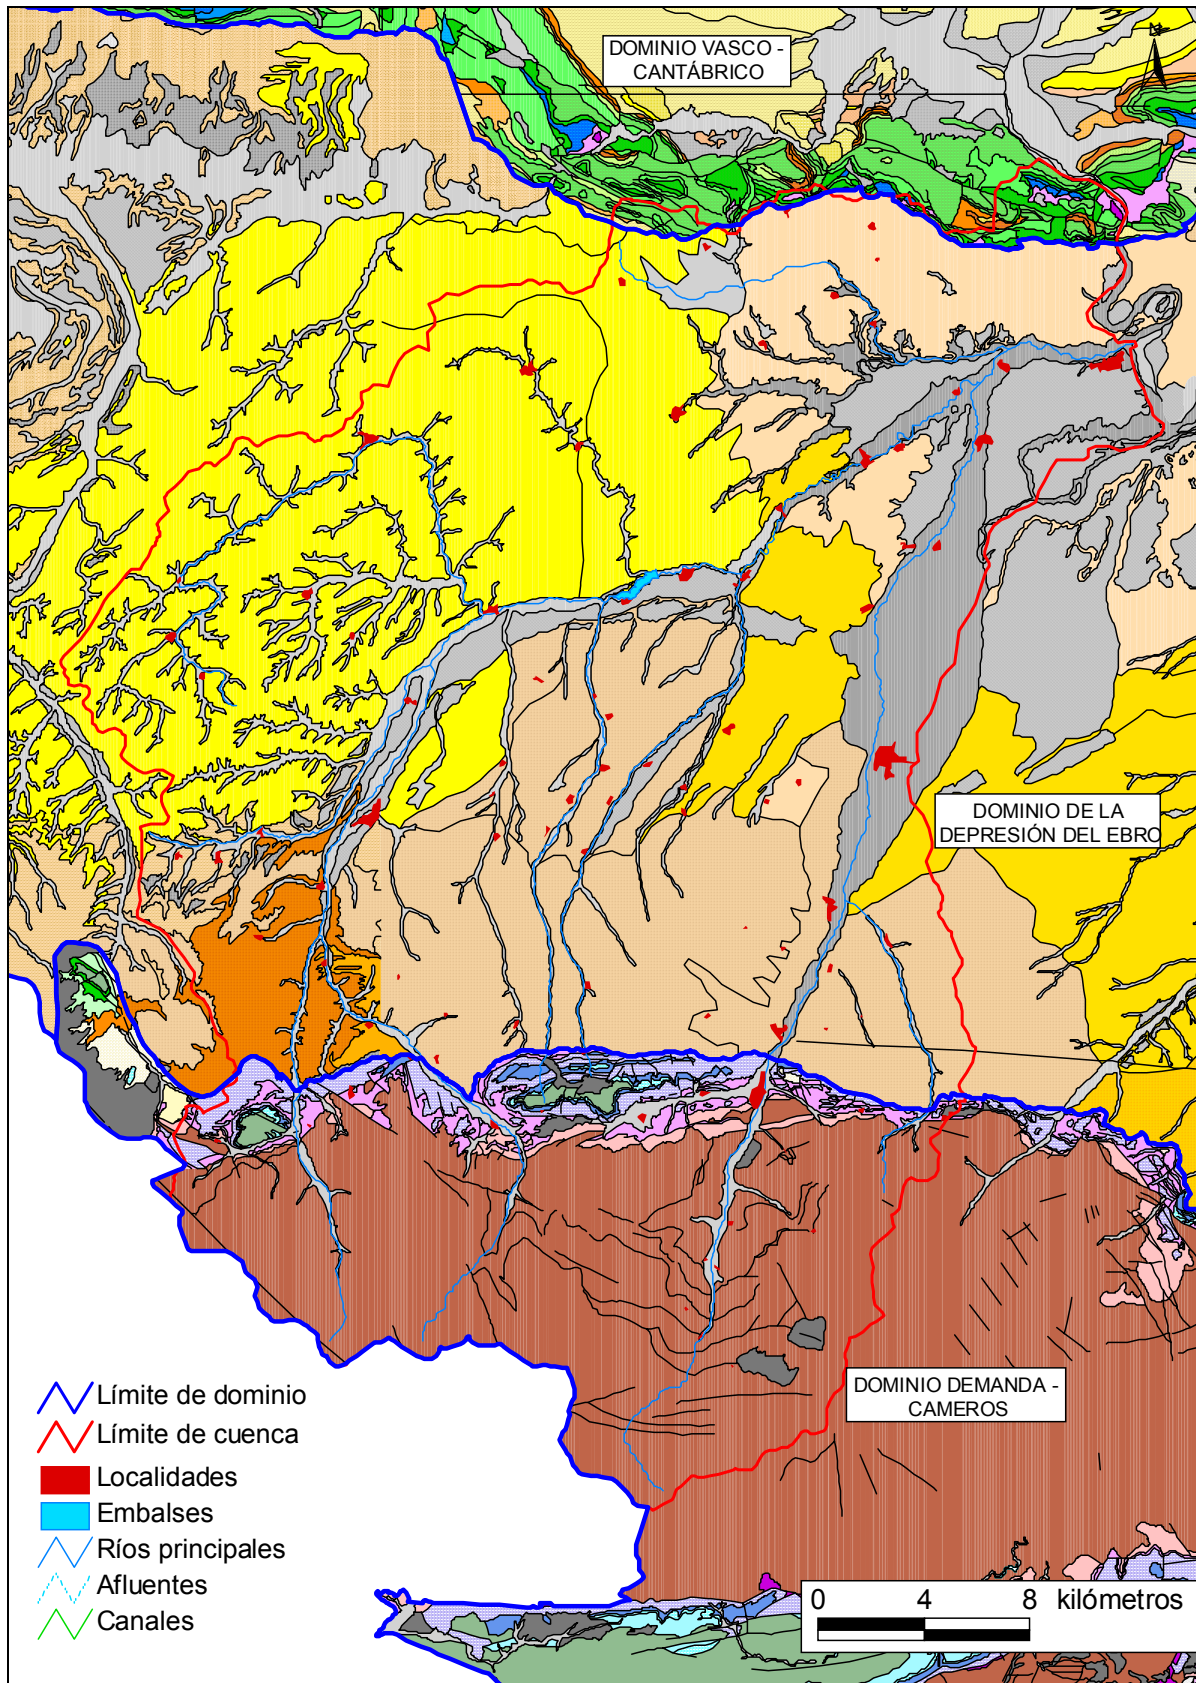 DOMINIO VASCO -
CANTÁBRICO
DOMINIO DE LA
DEPRESIÓN DEL EBRO
DOMINIO DEMANDA -
CAMEROS
Límite de dominio
Límite de cuenca
Localidades
Embalses
Ríos principales
Afluentes
Canales
0 4 8 kilómetros